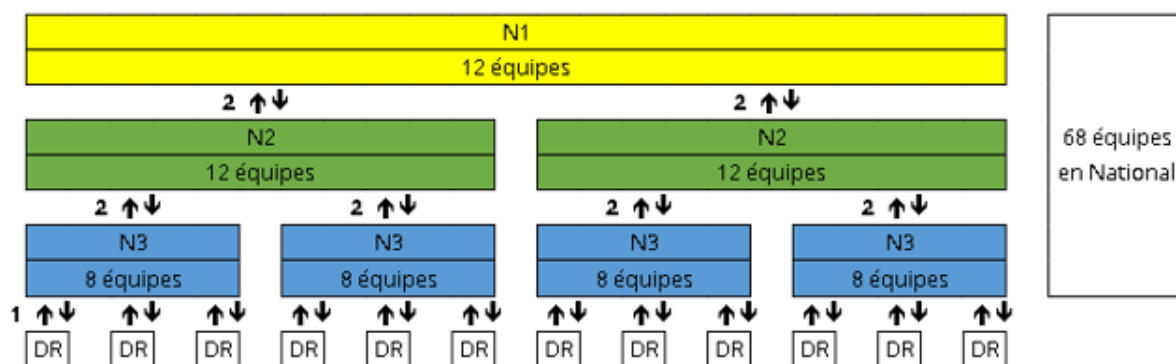 N1
12 équipes
2 2
N2 N2
12 équipes 12 équipes
68 équipes
en National
2 2 2 2
N3 N3 N3 N3
8 équipes 8 équipes 8 équipes 8 équipes
1
DR DR DR DR DR DR DR DR DR DR DR DR